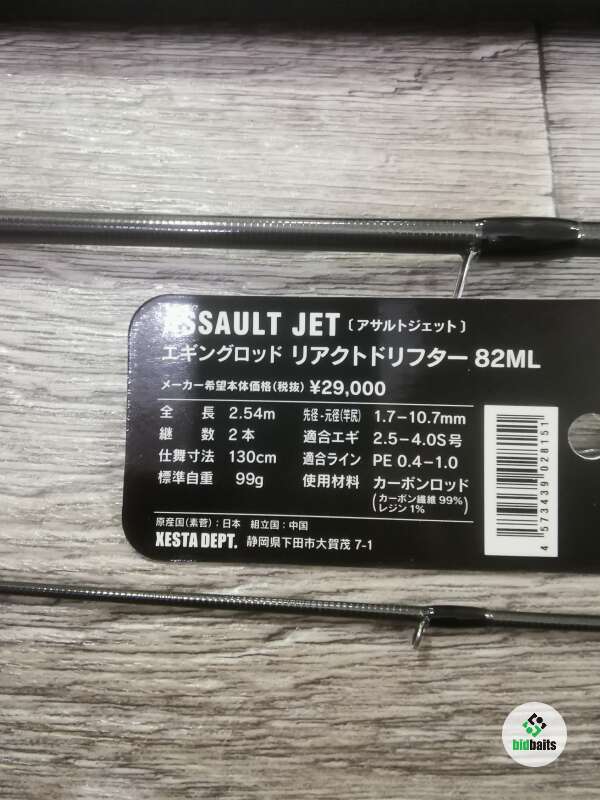 ASSAULT JET〔アサルトジェット〕
エギングロッド リアクトドリフター 82ML
メーカー希望本体価格(税抜) ¥29,000
全 長 2.54m 先径-元径(竿尻) 1.7-10.7mm
継 数 2本 適合エギ 2.5-4.0S号
仕舞寸法 130cm 適合ライン PE 0.4-1.0
標準自重 99g 使用材料 カーボンロッド
(カーボン繊維 99%
レジン 1%)
原産国(素菅):日本 組立国:中国
XESTA DEPT. 静岡県下田市大賀茂 7-1
4 573439 028151
bidbaits